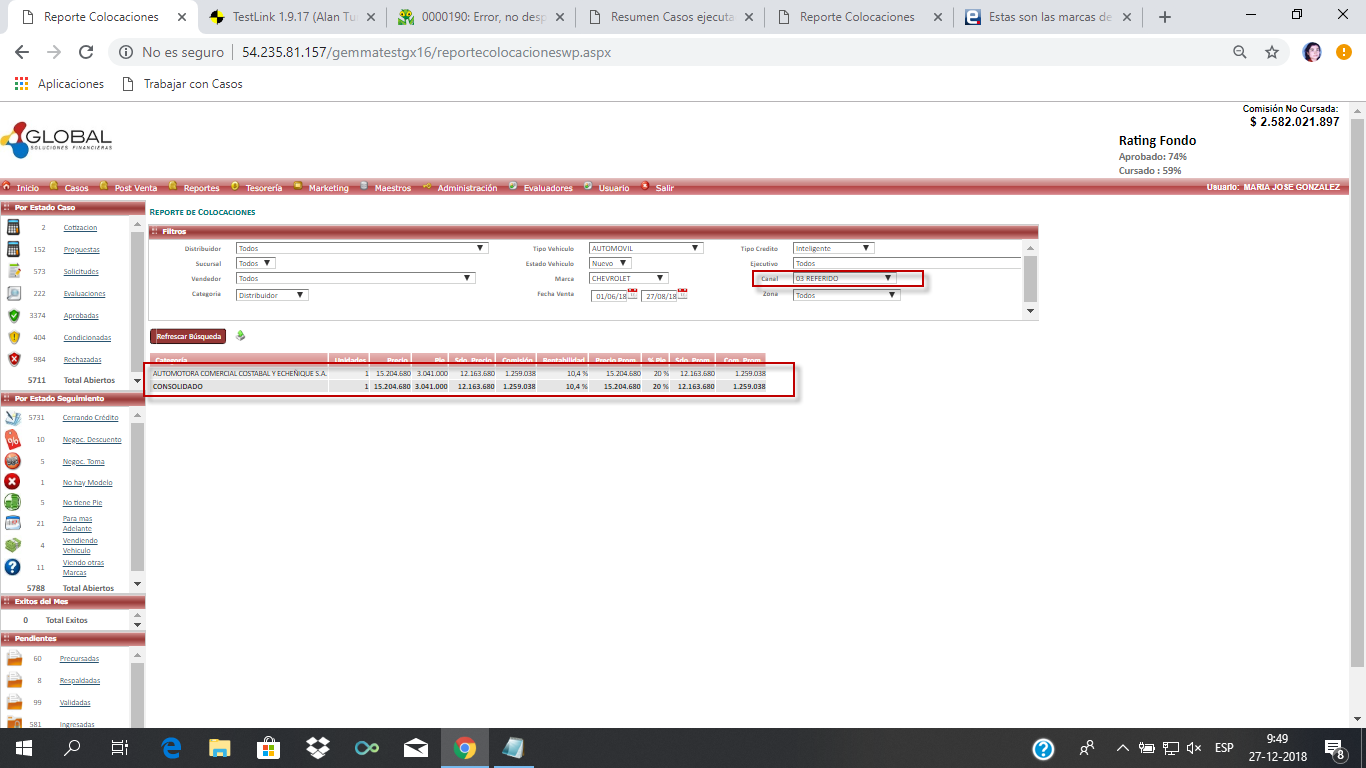 Reporte Colocaciones
TestLink 1.9.17 (Alan Tu
0000190: Error, no desp
Resumen Casos ejecuta
Reporte Colocaciones
Estas son las marcas de
No es seguro | 54.235.81.157/gemmatestgx16/reportecolocacioneswp.aspx
Aplicaciones Trabajar con Casos
Comisión No Cursada:
$ 2.582.021.897
GLOBAL
SOLUCIONES FINANCIERAS
Rating Fondo
Aprobado: 74%
Cursado : 59%
Inicio Casos Post Venta Reportes Tesorería Marketing Maestros Administración Evaluadores Usuario Salir Usuario: MARIA JOSE GONZALEZ
Por Estado Caso
2 Cotizacion
152 Propuestas
573 Solicitudes
222 Evaluaciones
3374 Aprobadas
404 Condicionadas
984 Rechazadas
5711 Total Abiertos
Por Estado Seguimiento
5731 Cerrando Crédito
10 Negoc. Descuento
5 Negoc. Toma
1 No hay Modelo
5 No tiene Pie
21 Para mas
Adelante
4 Vendiendo
Vehiculo
11 Viendo otras
Marcas
5788 Total Abiertos
Exitos del Mes
0 Total Exitos
Pendientes
60 Precursadas
8 Respaldadas
99 Validadas
581 Ingresadas
REPORTE DE COLOCACIONES
Filtros
Distribuidor Todos Tipo Vehiculo AUTOMOVIL Tipo Credito Inteligente
Sucursal Todos Estado Vehiculo Nuevo Ejecutivo Todos
Vendedor Todos Marca CHEVROLET Canal 03 REFERIDO
Categoria Distribuidor Fecha Venta 01/06/18 27/08/18 Zona Todos
Refrescar Búsqueda
Categoria Unidades Precio Pie Sdo. Precio Comisión Rentabilidad Precio Prom. % Pie Sdo. Prom. Com. Prom.
AUTOMOTORA COMERCIAL COSTABAL Y ECHEÑIQUE S.A. 1 15.204.680 3.041.000 12.163.680 1.259.038 10,4 % 15.204.680 20 % 12.163.680 1.259.038
CONSOLIDADO 1 15.204.680 3.041.000 12.163.680 1.259.038 10,4 % 15.204.680 20 % 12.163.680 1.259.038
ESP
9:49
27-12-2018
8